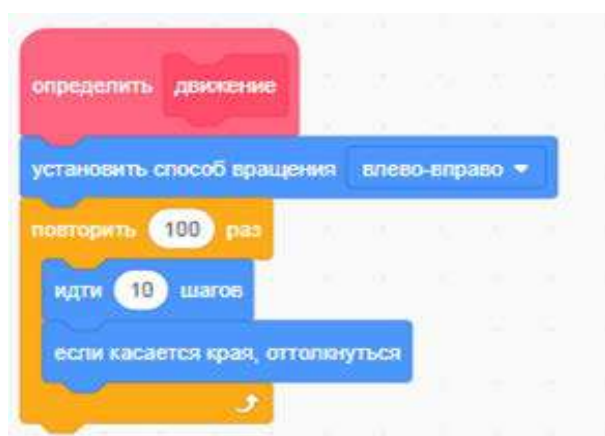 определить движение
установить способ вращения влево-вправо
повторить 100 раз
идти 10 шагов
если касается края, оттолкнуться